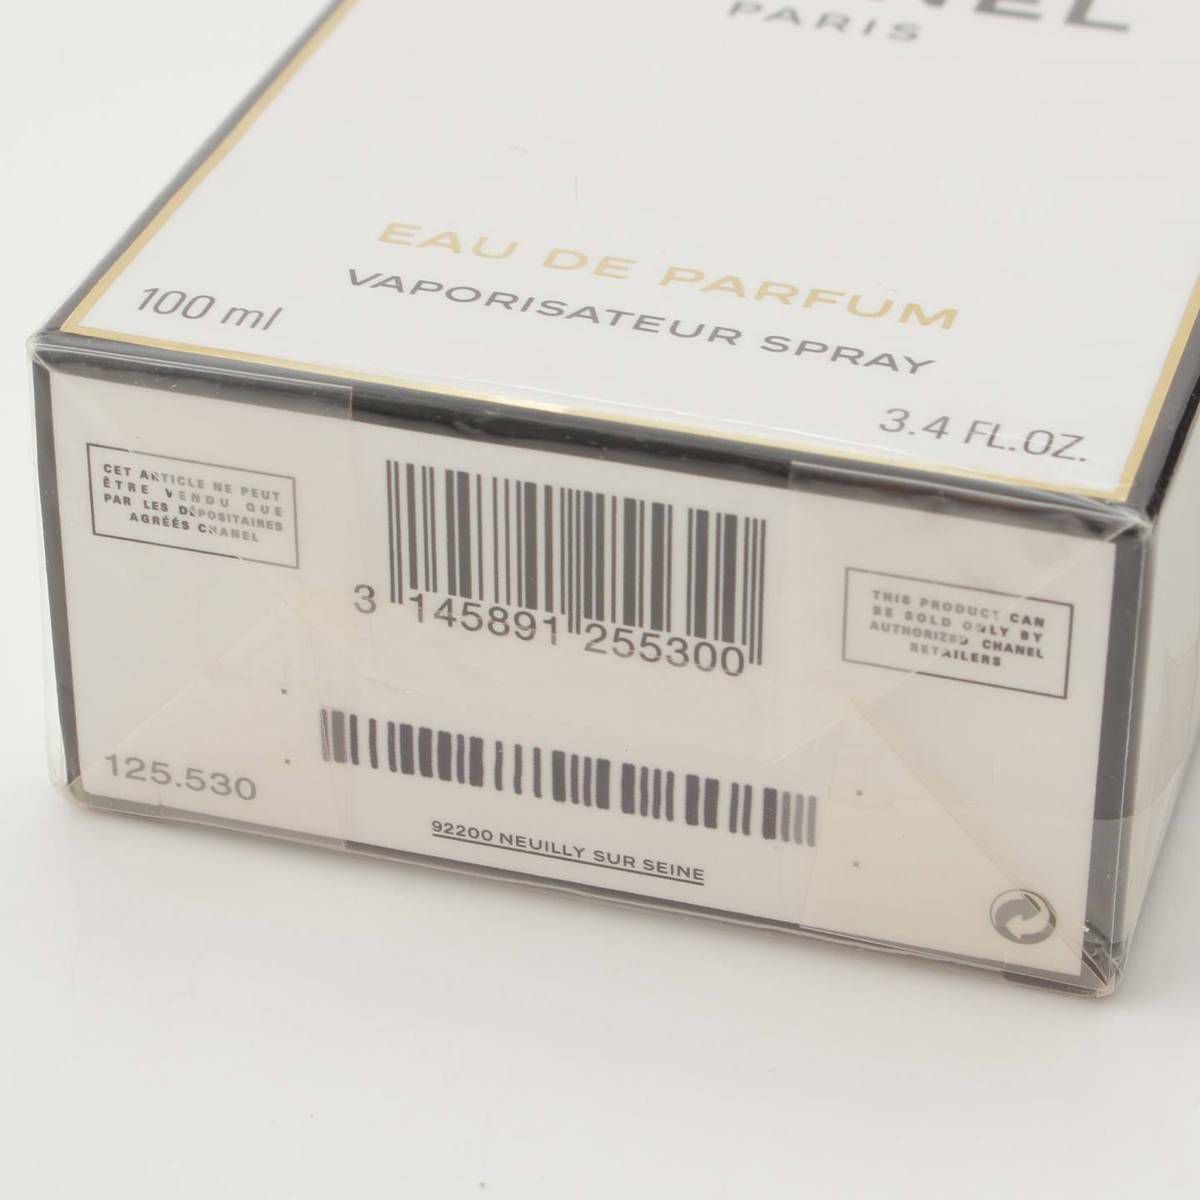 PARIS
EAU DE PARFUM
VAPORISATEUR SPRAY
100 ml
3.4 FL.OZ.
CET ARTICLE NE PEUT
ÊTRE VENDU QUE
PAR LES DÉPOSITAIRES
AGRÉÉS CHANEL
3 145891 255300
THIS PRODUCT CAN
BE SOLD ONLY BY
AUTHORIZED CHANEL
RETAILERS
125.530
92200 NEUILLY SUR SEINE